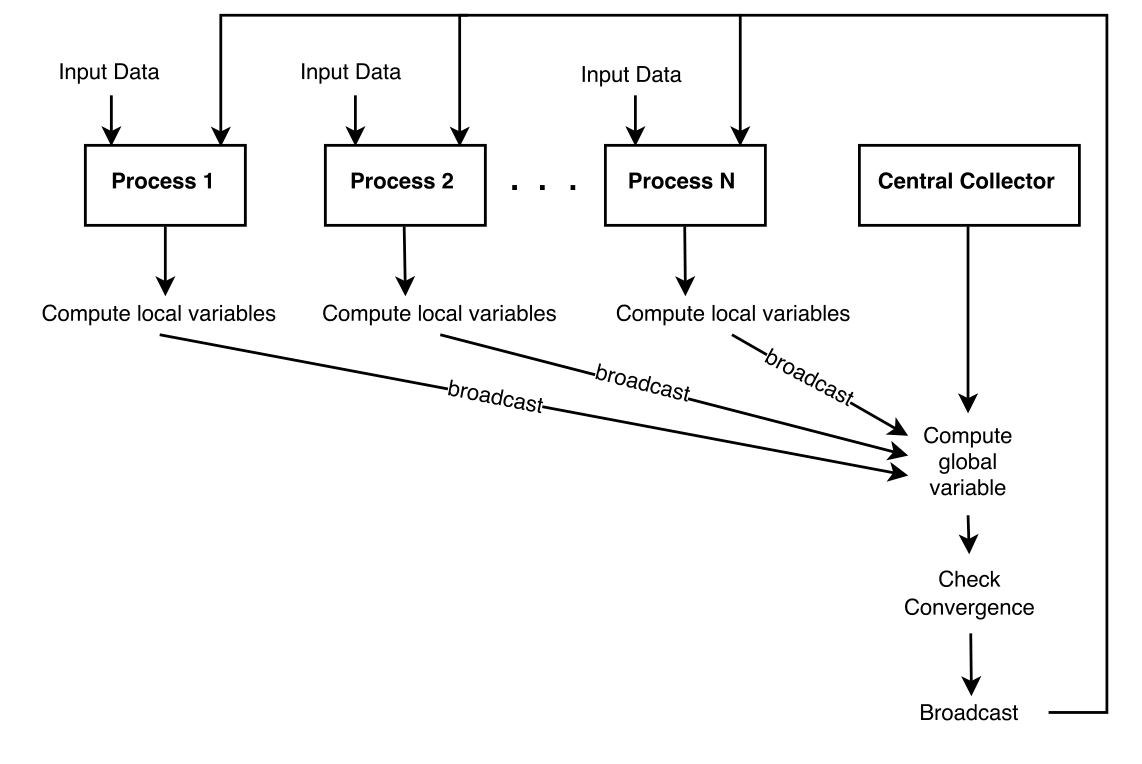 Input Data
Input Data
Input Data
Process 1
Process 2
. . .
Process N
Central Collector
Compute local variables
Compute local variables
Compute local variables
broadcast
broadcast
broadcast
Compute
global
variable
Check
Convergence
Broadcast